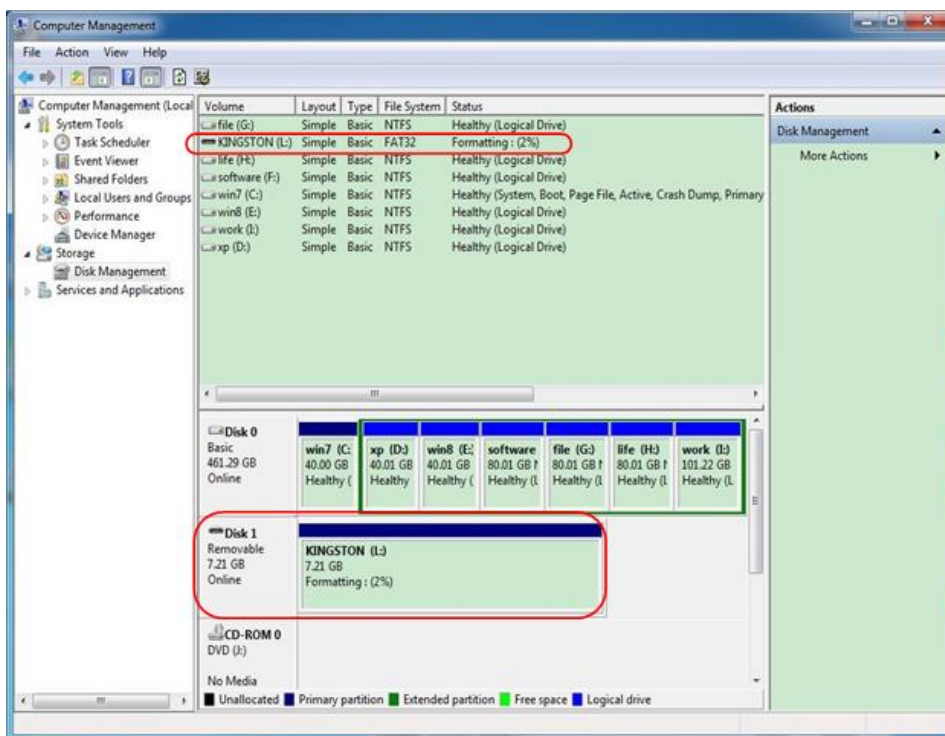 Computer Management
File Action View Help
Computer Management (Local
System Tools
Task Scheduler
Event Viewer
Shared Folders
Local Users and Groups
Performance
Device Manager
Storage
Disk Management
Services and Applications
Volume Layout Type File System Status
file (G:) Simple Basic NTFS Healthy (Logical Drive)
KINGSTON (L:) Simple Basic FAT32 Formatting : (2%)
life (H:) Simple Basic NTFS Healthy (Logical Drive)
software (F:) Simple Basic NTFS Healthy (Logical Drive)
win7 (C:) Simple Basic NTFS Healthy (System, Boot, Page File, Active, Crash Dump, Primary
win8 (E:) Simple Basic NTFS Healthy (Logical Drive)
work (I:) Simple Basic NTFS Healthy (Logical Drive)
xp (D:) Simple Basic NTFS Healthy (Logical Drive)
Actions
Disk Management
More Actions
Disk 0
Basic
461.29 GB
Online
win7 (C:
40.00 GB
Healthy (
xp (D:)
40.01 GB
Healthy
win8 (E:
40.01 GB
Healthy (
software
80.01 GB N
Healthy (L
file (G:)
80.01 GB N
Healthy (L
life (H:)
80.01 GB N
Healthy (L
work (I:)
101.22 GB
Healthy (L
Disk 1
Removable
7.21 GB
Online
KINGSTON (L:)
7.21 GB
Formatting : (2%)
CD-ROM 0
DVD (J:)
No Media
Unallocated Primary partition Extended partition Free space Logical drive